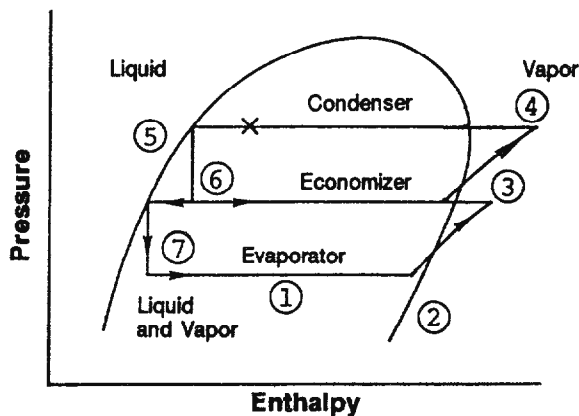 Liquid
Vapor
④
Condenser
⑤
⑥
Economizer
③
Pressure
⑦
Evaporator
①
Liquid
and Vapor
②
Enthalpy